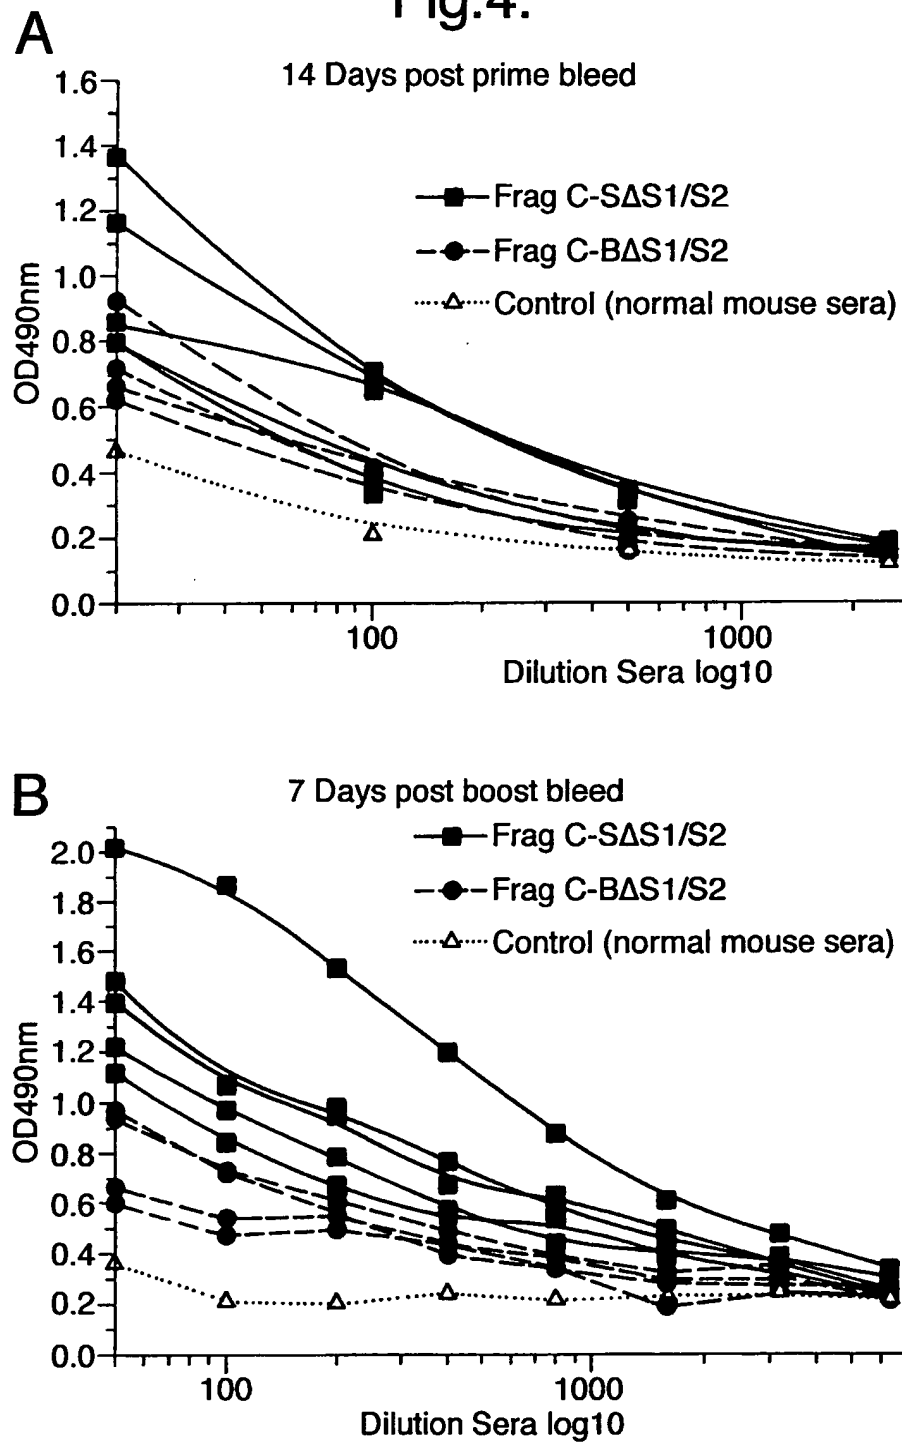 Fig.4.
A
14 Days post prime bleed
1.6
1.4
1.2
1.0
0.8
0.6
0.4
0.2
0.0
OD490nm
Frag C-SΔS1/S2
Frag C-BΔS1/S2
Control (normal mouse sera)
100
1000
Dilution Sera log10
B
7 Days post boost bleed
2.0
1.8
1.6
1.4
1.2
1.0
0.8
0.6
0.4
0.2
0.0
OD490nm
Frag C-SΔS1/S2
Frag C-BΔS1/S2
Control (normal mouse sera)
100
1000
Dilution Sera log10